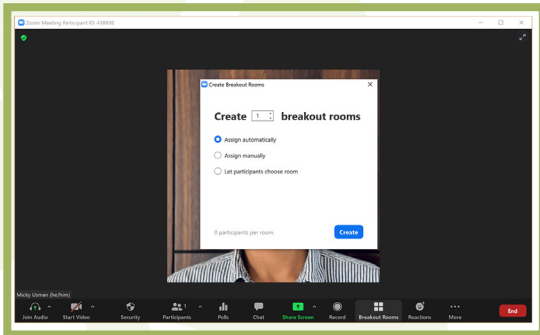 Zoom Meeting Participant ID: 438938
Create Breakout Rooms
Create 1 breakout rooms
Assign automatically
Assign manually
Let participants choose room
0 participants per room
Create
Micky Usman (he/him)
1
Join Audio Start Video Security Participants Polls Chat Share Screen Record Breakout Rooms Reactions More End